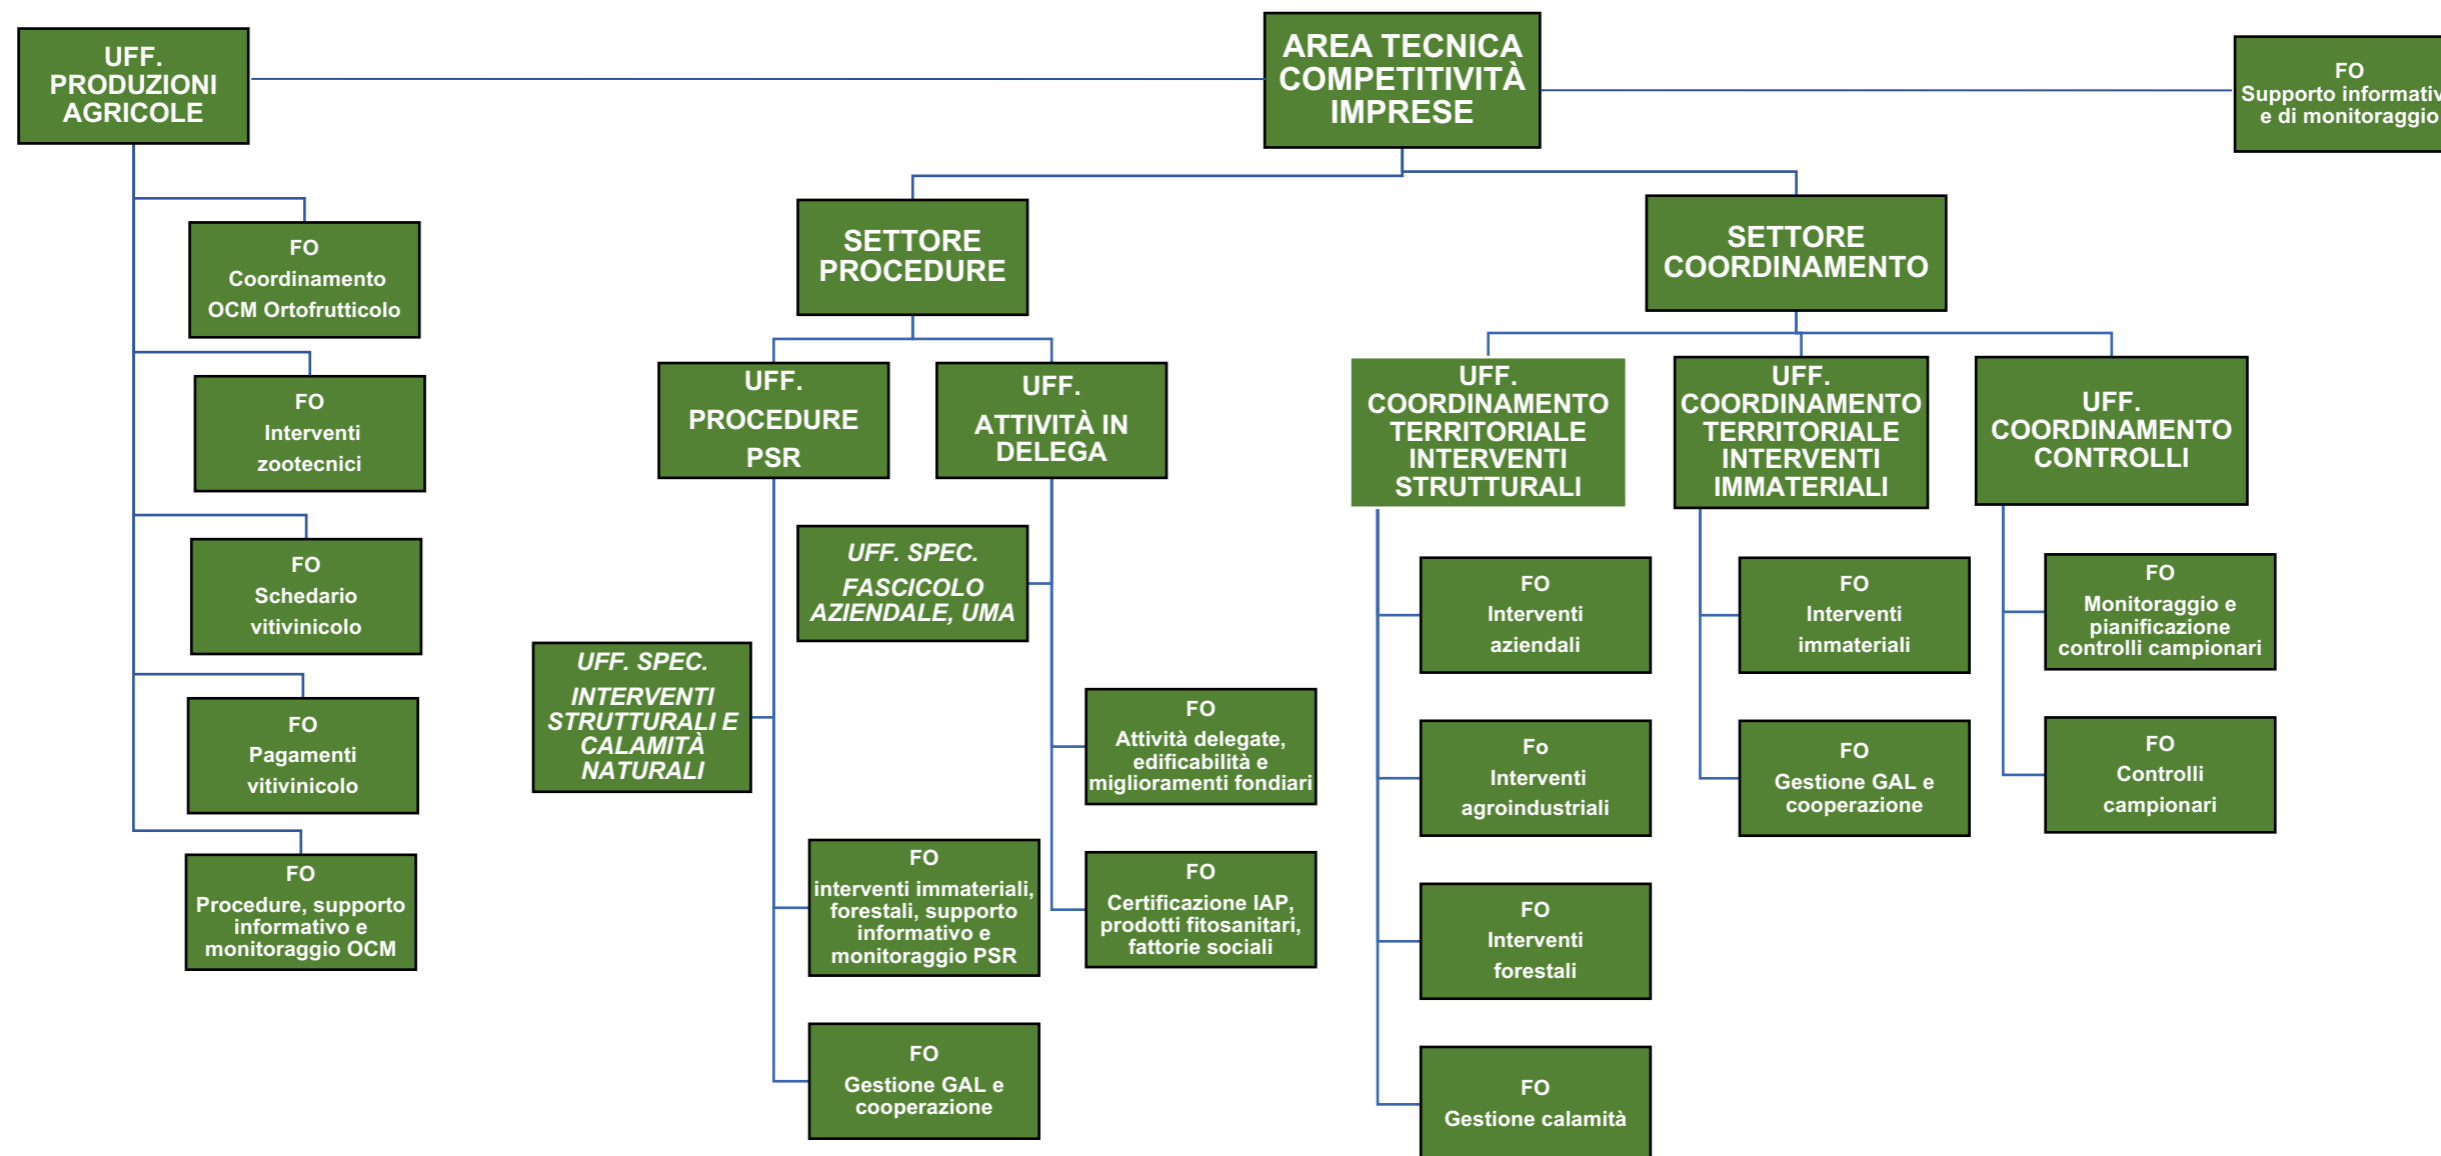 UFF.
PRODUZIONI
AGRICOLE
AREA TECNICA
COMPETITIVITÀ
IMPRESE
FO
Supporto informativ
e di monitoraggio
SETTORE
PROCEDURE
SETTORE
COORDINAMENTO
FO
Coordinamento
OCM Ortofrutticolo
FO
Interventi
zootecnici
FO
Schedario
vitivinicolo
FO
Pagamenti
vitivinicolo
FO
Procedure, supporto
informativo e
monitoraggio OCM
UFF.
PROCEDURE
PSR
UFF.
ATTIVITÀ IN
DELEGA
UFF. SPEC.
FASCICOLO
AZIENDALE, UMA
UFF. SPEC.
INTERVENTI
STRUTTURALI E
CALAMITÀ
NATURALI
FO
Attività delegate,
edificabilità e
miglioramenti fondiari
FO
interventi immateriali,
forestali, supporto
informativo e
monitoraggio PSR
FO
Certificazione IAP,
prodotti fitosanitari,
fattorie sociali
FO
Gestione GAL e
cooperazione
UFF.
COORDINAMENTO
TERRITORIALE
INTERVENTI
STRUTTURALI
UFF.
COORDINAMENTO
TERRITORIALE
INTERVENTI
IMMATERIALI
UFF.
COORDINAMENTO
CONTROLLI
FO
Interventi
aziendali
Fo
Interventi
agroindustriali
FO
Interventi
forestali
FO
Gestione calamità
FO
Interventi
immateriali
FO
Gestione GAL e
cooperazione
FO
Monitoraggio e
pianificazione
controlli campionari
FO
Controlli
campionari